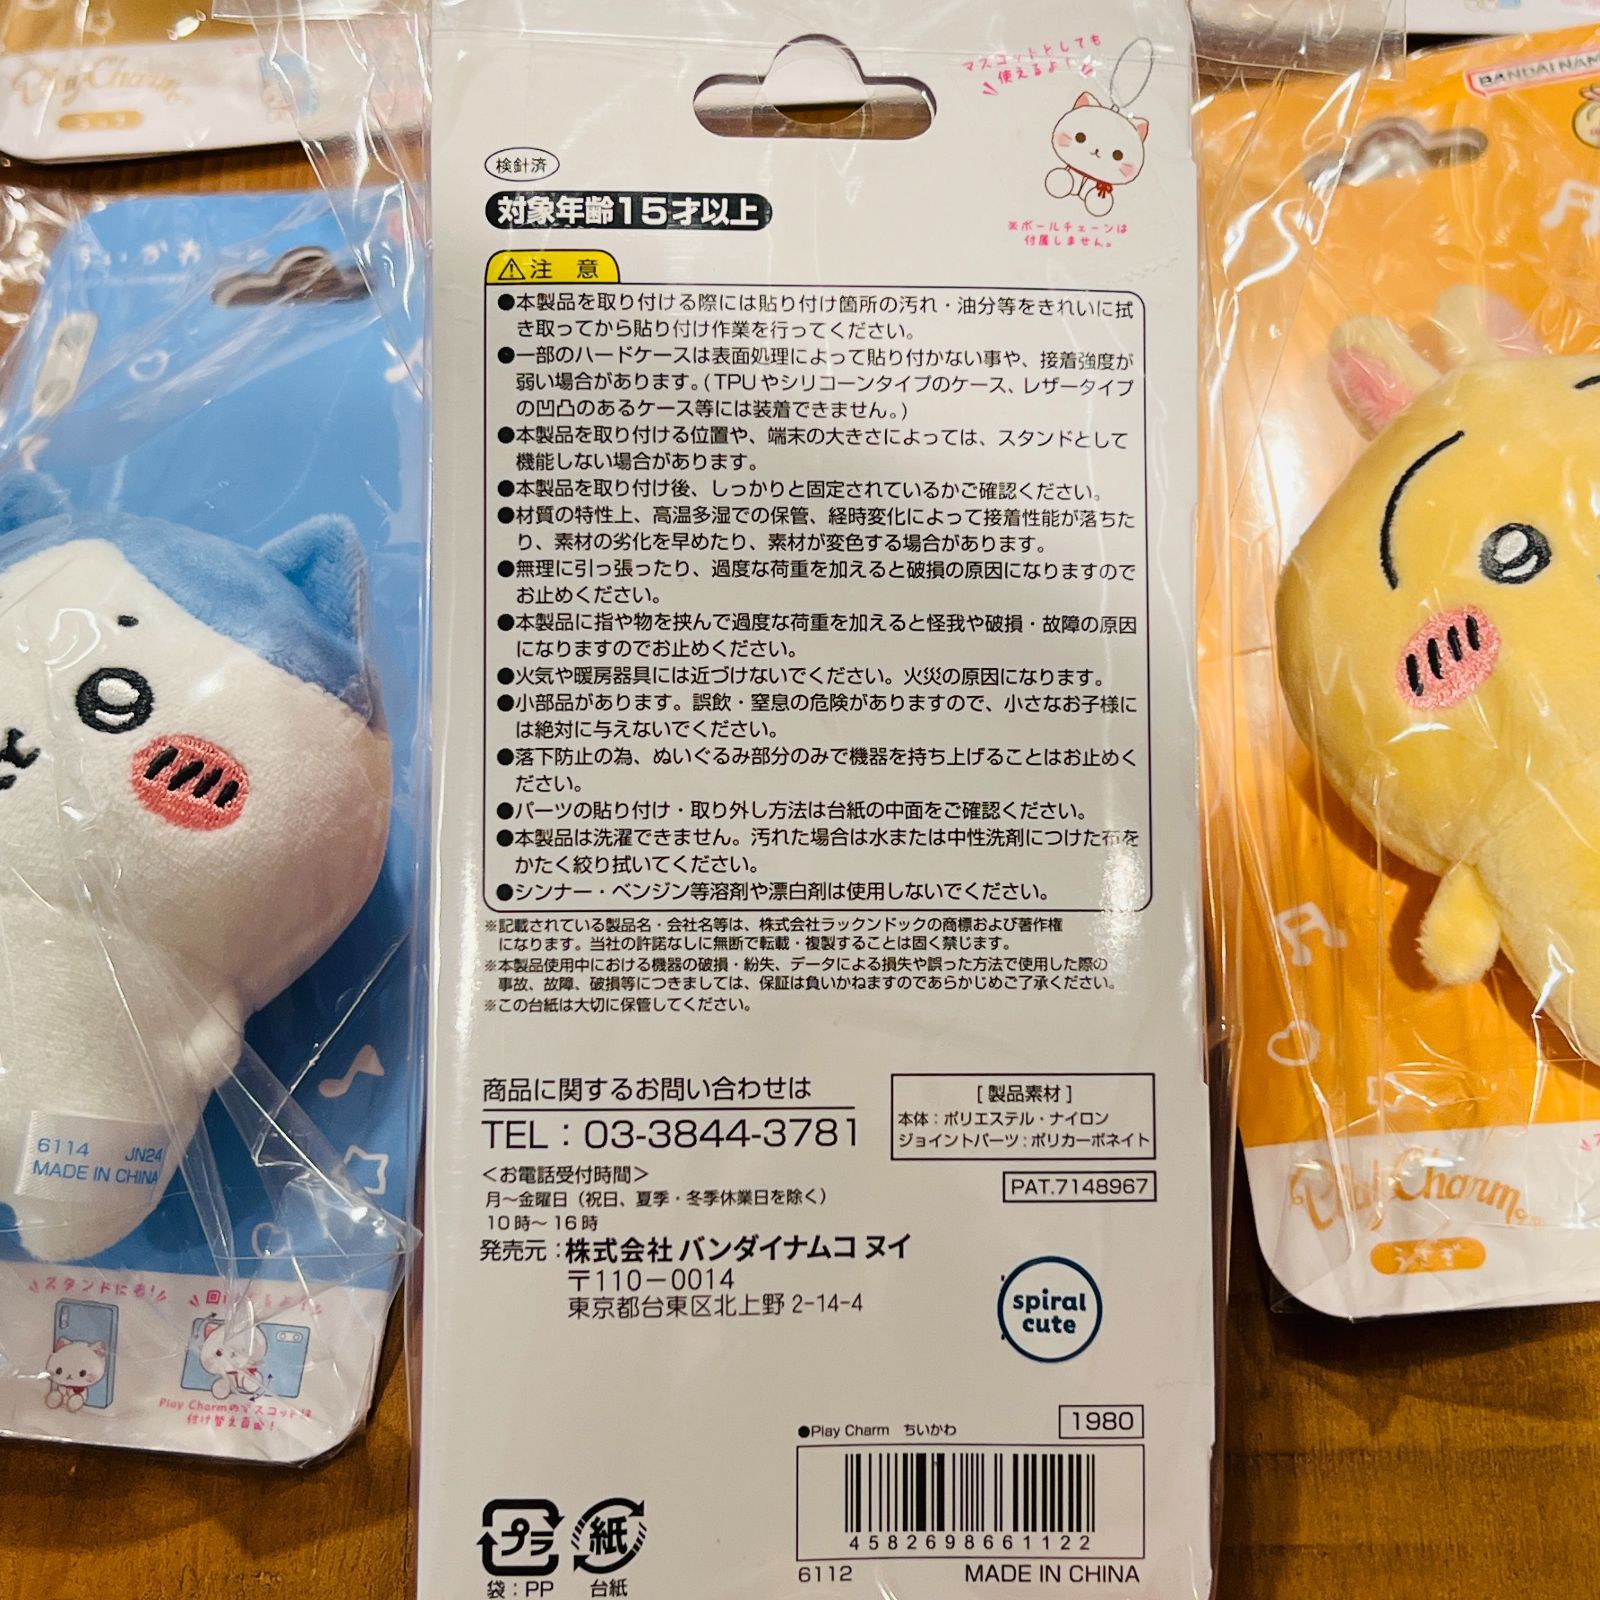 Play Charm
BANDAI NAM
マスコットとしても
使えるよ！
検針済
対象年齢15才以上
※ボールチェーンは
付属しません。
注 意
●本製品を取り付ける際には貼り付け箇所の汚れ・油分等をきれいに拭
き取ってから貼り付け作業を行ってください。
●一部のハードケースは表面処理によって貼り付かない事や、接着強度が
弱い場合があります。(TPUやシリコーンタイプのケース、レザータイプ
の凹凸のあるケース等には装着できません。)
●本製品を取り付ける位置や、端末の大きさによっては、スタンドとして
機能しない場合があります。
●本製品を取り付け後、しっかりと固定されているかご確認ください。
●材質の特性上、高温多湿での保管、経時変化によって接着性能が落ちた
り、素材の劣化を早めたり、素材が変色する場合があります。
●無理に引っ張ったり、過度な荷重を加えると破損の原因になりますので
お止めください。
●本製品に指や物を挟んで過度な荷重を加えると怪我や破損・故障の原因
になりますのでお止めください。
●火気や暖房器具には近づけないでください。火災の原因になります。
●小部品があります。誤飲・窒息の危険がありますので、小さなお子様に
は絶対に与えないでください。
●落下防止の為、ぬいぐるみ部分のみで機器を持ち上げることはお止めく
ださい。
●パーツの貼り付け・取り外し方法は台紙の中面をご確認ください。
●本製品は洗濯できません。汚れた場合は水または中性洗剤につけた布を
かたく絞り拭いてください。
●シンナー・ベンジン等溶剤や漂白剤は使用しないでください。
※記載されている製品名・会社名等は、株式会社ラックンドックの商標および著作権
になります。当社の許諾なしに無断で転載・複製することは固く禁じます。
※本製品使用中における機器の破損・紛失、データによる損失や誤った方法で使用した際の
事故、故障、破損等につきましては、保証は負いかねますのであらかじめご了承ください。
※この台紙は大切に保管してください。
商品に関するお問い合わせは
TEL：03-3844-3781
＜お電話受付時間＞
月～金曜日（祝日、夏季・冬季休業日を除く）
10時～16時
発売元：株式会社 バンダイナムコ ヌイ
〒110－0014
東京都台東区北上野 2-14-4
[ 製品素材 ]
本体：ポリエステル・ナイロン
ジョイントパーツ：ポリカーボネイト
PAT.7148967
spiral
cute
●Play Charm ちいかわ
1980
4582698661122
6112 MADE IN CHINA
プラ
袋：PP
紙
台紙
ちいかわ
6114 JN24
MADE IN CHINA
スタンドにも!
Play Charmのマスコットは
付け替え自由！
Play Charm
うさぎ